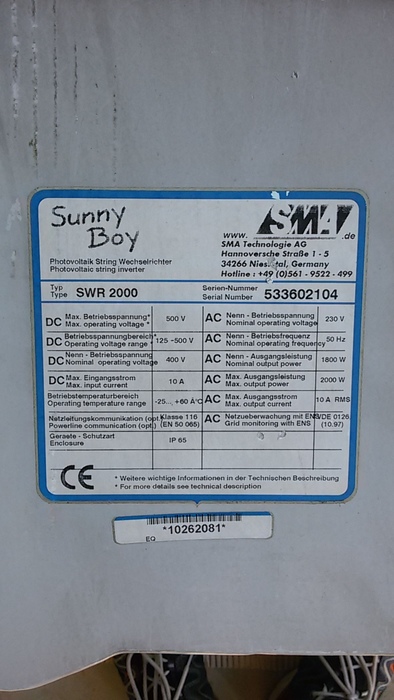 Sunny
Boy
SMA
www. .de
SMA Technologie AG
Hannoversche Straße 1 - 5
34266 Niestetal, Germany
Hotline : +49 (0)561 - 9522 - 499
Photovoltaik String Wechselrichter
Photovoltaic string inverter
Typ
Type SWR 2000
Serien-Nummer
Serial Number 533602104
DC Max. Betriebsspannung*
Max. operating voltage * 500 V
AC Nenn - Betriebsspannung
Nominal operating voltage 230 V
DC Betriebsspannungbereich*
Operating voltage range * 125 -500 V
AC Nenn - Betriebsfrequenz
Nominal operating frequency 50 Hz
DC Nenn - Betriebsspannung
Nominal operating voltage 400 V
AC Nenn - Ausgangsleistung
Nominal output power 1800 W
DC Max. Eingangsstrom
Max. input current 10 A
AC Max. Ausgangsleistung
Max. output power 2000 W
Betriebstemperaturbereich
Operating temperature range -25... +60 Â°C
AC Max. Ausgangsstrom
Max. output current 10 A RMS
Netzleitungskommunikation (opt.) Klasse 116
Powerline communication (opt.) (EN 50 065)
AC Netzueberwachung mit ENS VDE 0126
Grid monitoring with ENS (10.97)
Geraete - Schutzart
Enclosure IP 65
CE
* Weitere wichtige Informationen in der Technischen Beschreibung
* For more details see technical description
*10262081*
EQ